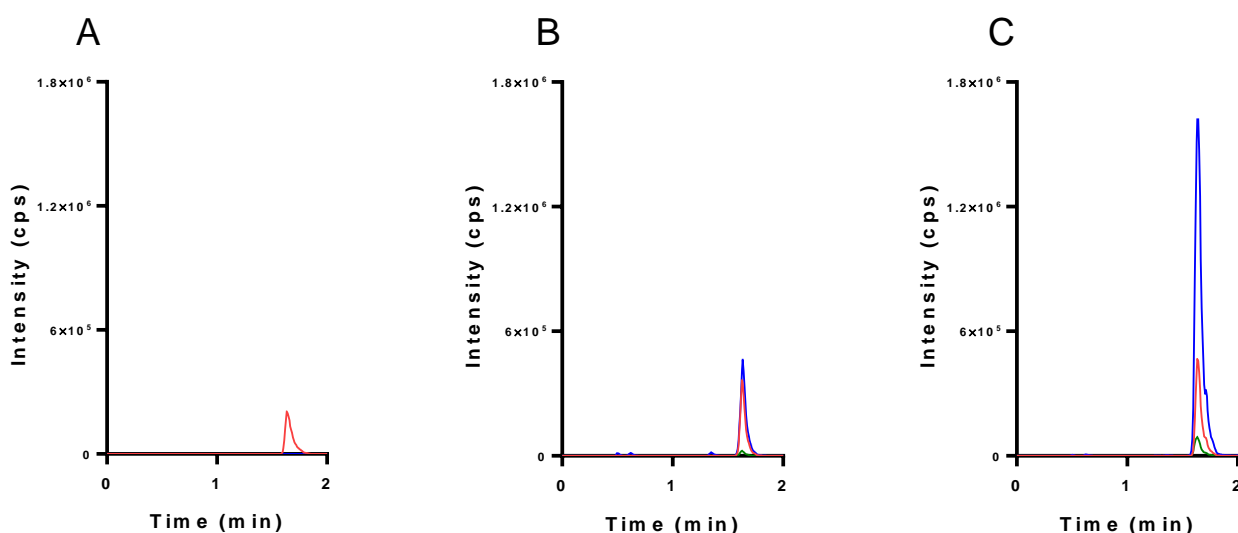 A
B
C
1.8×10⁶
1.2×10⁶
6×10⁵
0
Intensity (cps)
0 1 2
Time (min)
1.8×10⁶
1.2×10⁶
6×10⁵
0
Intensity (cps)
0 1 2
Time (min)
1.8×10⁶
1.2×10⁶
6×10⁵
0
Intensity (cps)
0 1 2
Time (min)